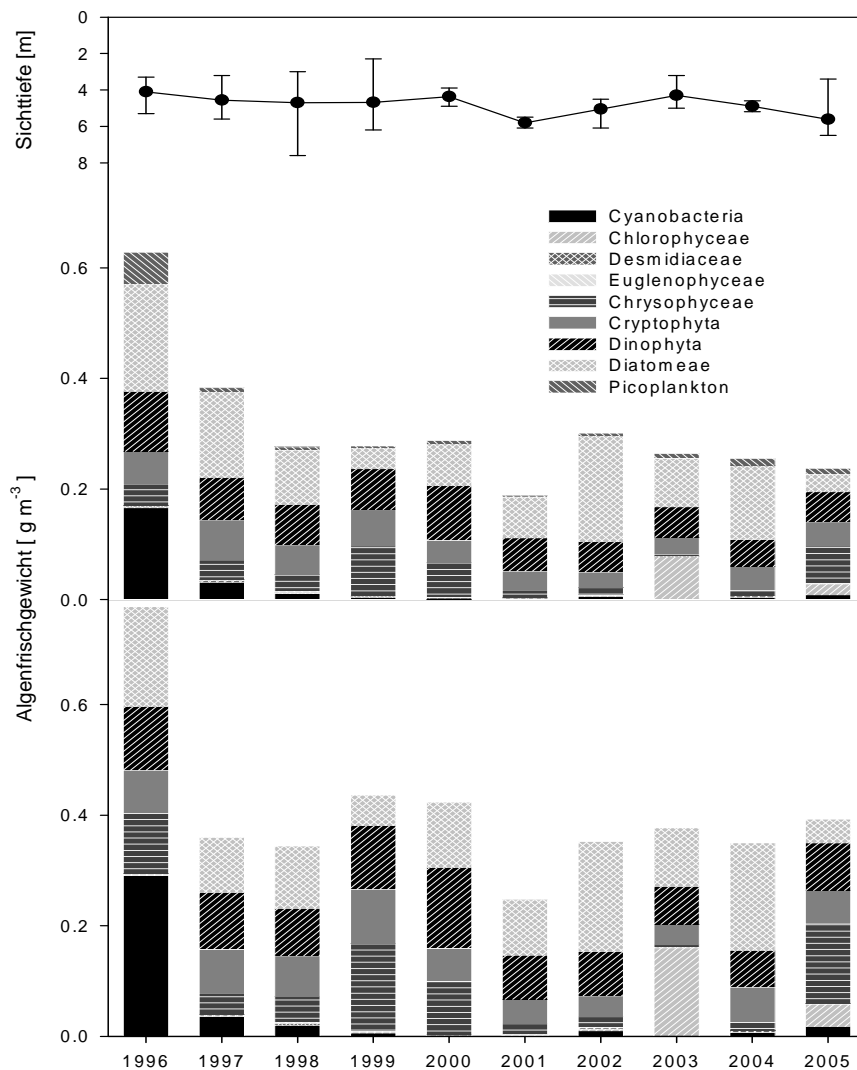 Sichttiefe [m]
0
2
4
6
8
Cyanobacteria
Chlorophyceae
Desmidiaceae
Euglenophyceae
Chrysophyceae
Cryptophyta
Dinophyta
Diatomeae
Picoplankton
Algenfrischgewicht [ g m⁻³ ]
0.6
0.4
0.2
0.0
0.6
0.4
0.2
0.0
1996 1997 1998 1999 2000 2001 2002 2003 2004 2005